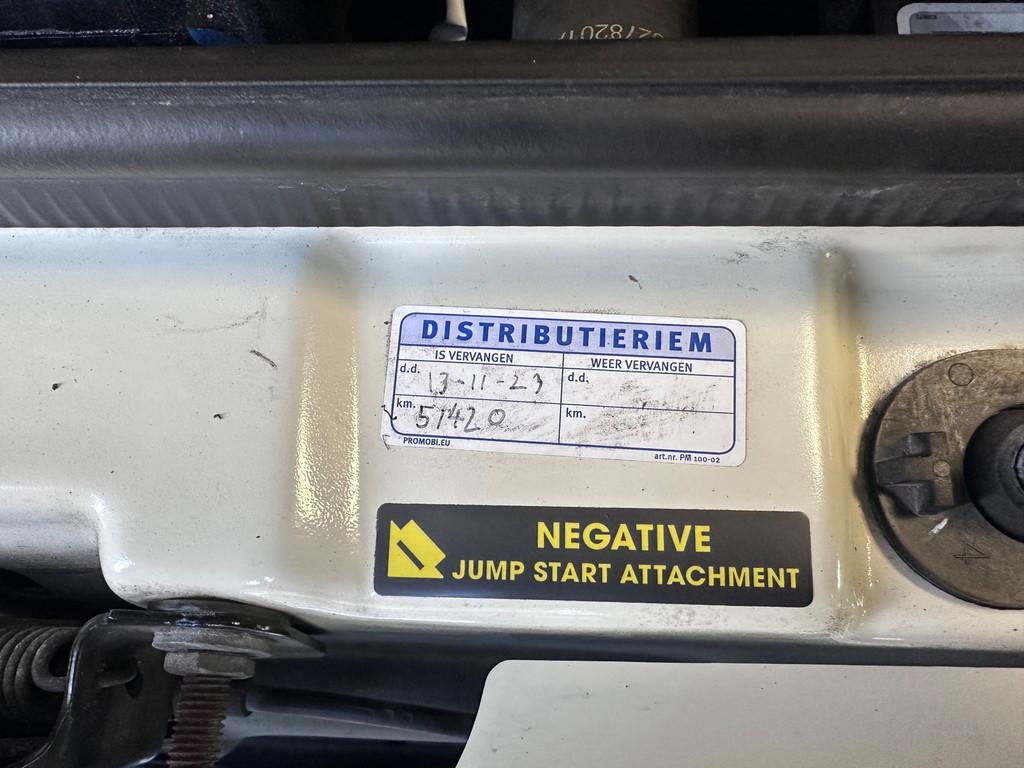 DISTRIBUTIERIEM
IS VERVANGEN
WEER VERVANGEN
d.d. 13-11-23
d.d.
km. 51420
km.
PROMOBI.EU
art.nr. PM 100-02
NEGATIVE
JUMP START ATTACHMENT